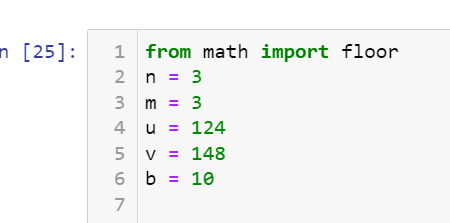 n [25]:
1 from math import floor
2 n = 3
3 m = 3
4 u = 124
5 v = 148
6 b = 10
7